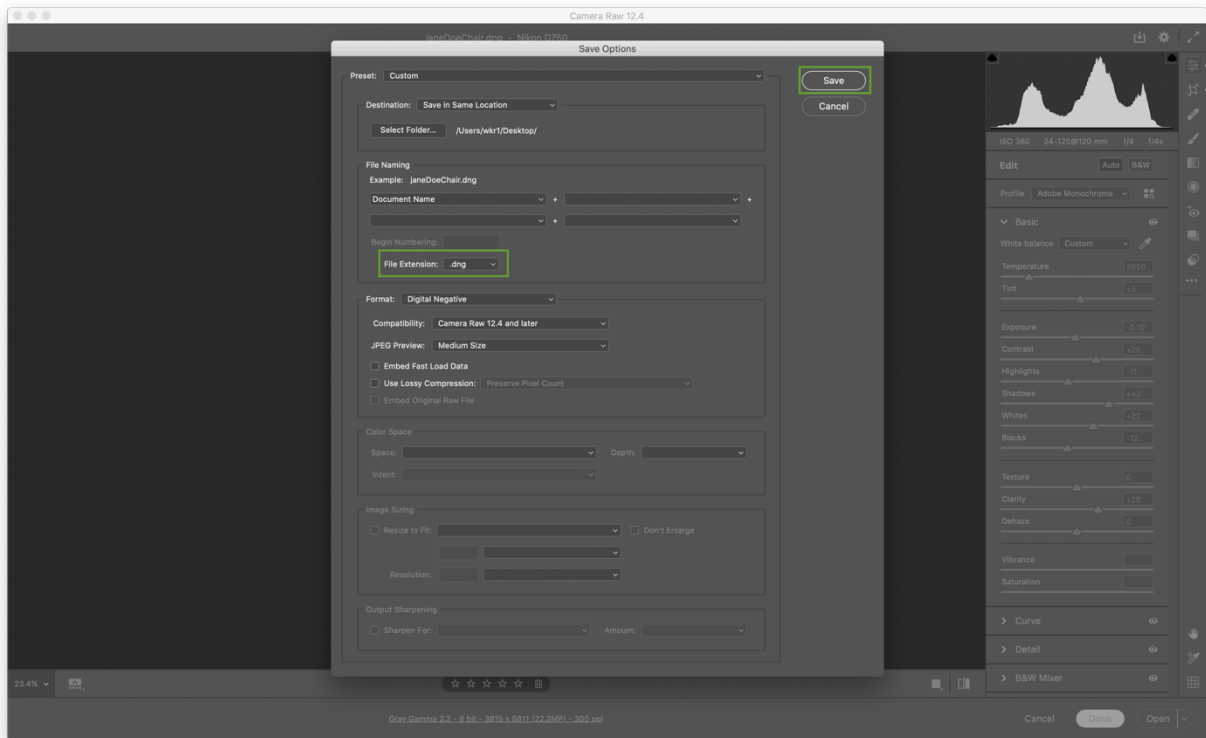 Camera Raw 12.4
janeDoeChair.dng - Nikon D750
Save Options
Preset: Custom
Save
Destination: Save in Same Location
Cancel
Select Folder... /Users/wkr1/Desktop/
File Naming
Example: janeDoeChair.dng
Document Name + +
+
Begin Numbering:
File Extension: .dng
Format: Digital Negative
Compatibility: Camera Raw 12.4 and later
JPEG Preview: Medium Size
Embed Fast Load Data
Use Lossy Compression: Preserve Pixel Count
Embed Original Raw File
Color Space
Space: Depth:
Intent:
Image Sizing
Resize to Fit: Don't Enlarge
Resolution:
Output Sharpening
Sharpen For: Amount:
ISO 360 24-120@120 mm f/4 1/4s
Edit Auto B&W
Profile Adobe Monochrome
Basic
White balance Custom
Temperature 3850
Tint +5
Exposure -0.10
Contrast +25
Highlights -11
Shadows +42
Whites +22
Blacks -12
Texture 0
Clarity +26
Dehaze 0
Vibrance
Saturation
Curve
Detail
B&W Mixer
23.4%
Gray Gamma 2.2 - 8 bit - 3815 x 5811 (22.2MP) - 300 ppi
Cancel Done Open